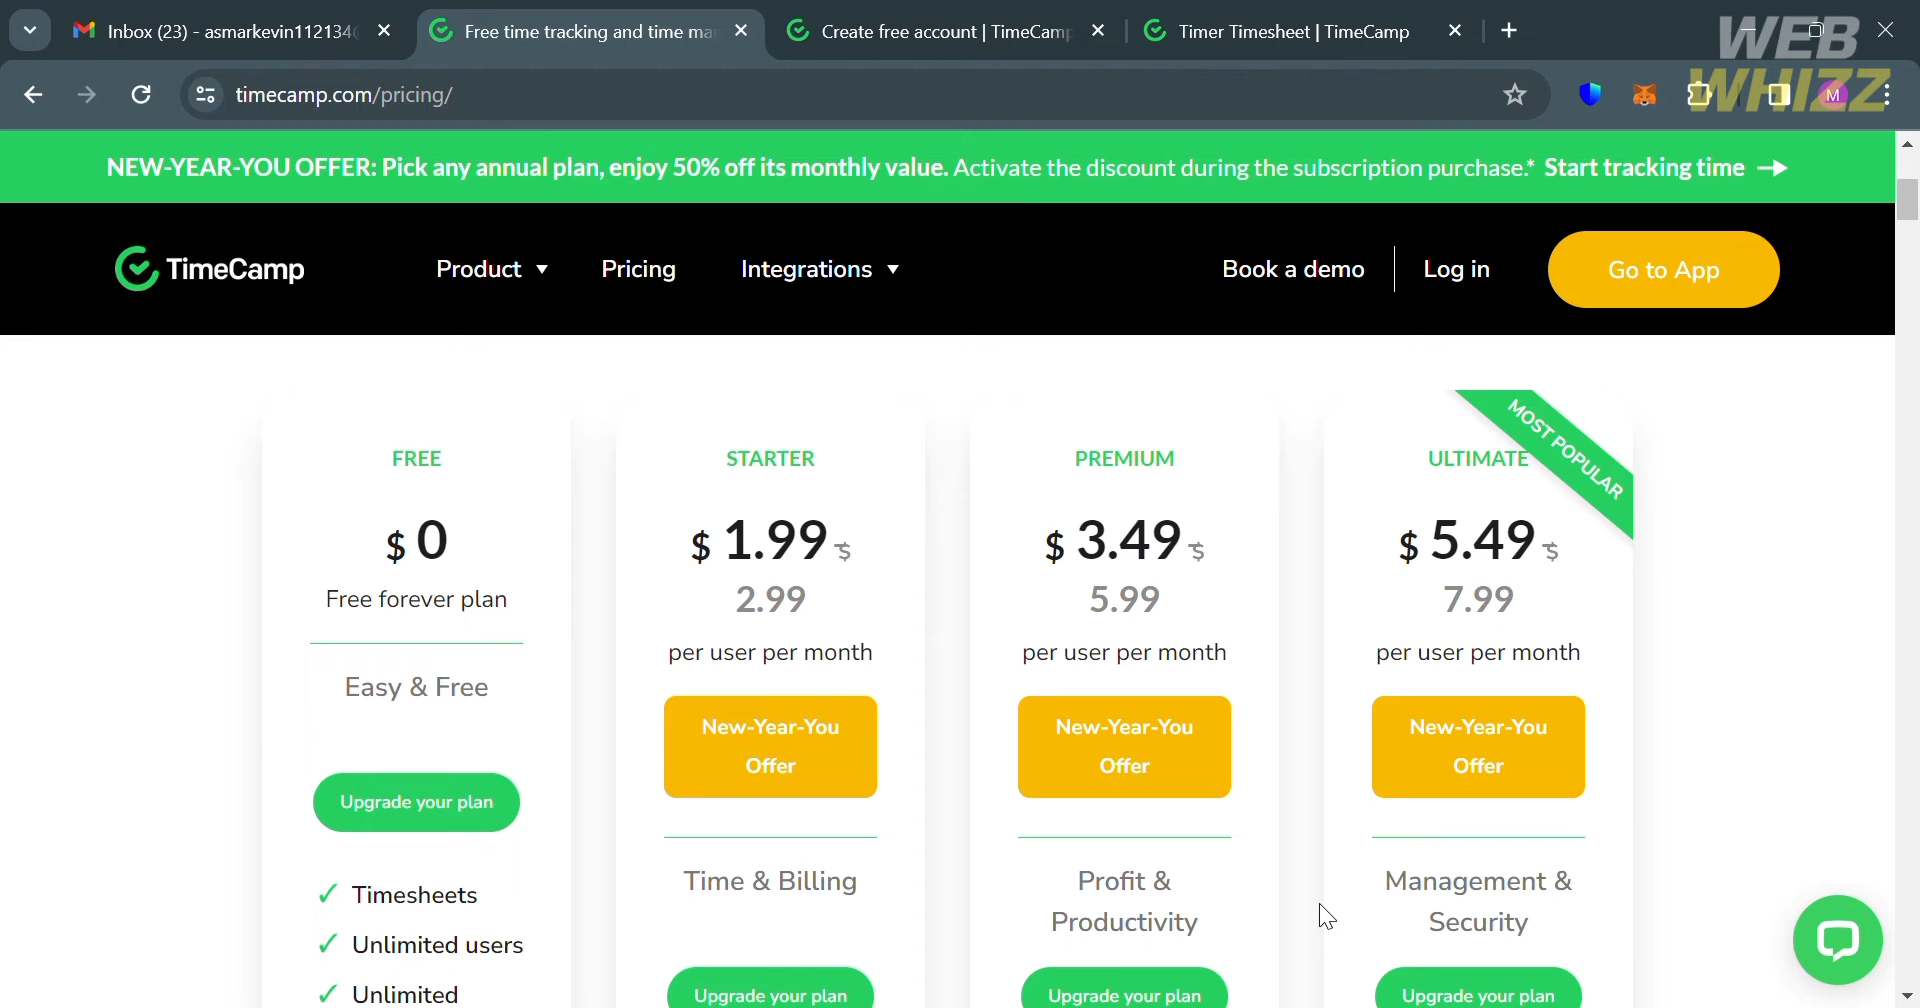 Inbox (23) - asmarkevin112134
Free time tracking and time ma
Create free account | TimeCamp
Timer Timesheet | TimeCamp
WEB
WHIZZ
timecamp.com/pricing/
M
NEW-YEAR-YOU OFFER: Pick any annual plan, enjoy 50% off its monthly value. Activate the discount during the subscription purchase.* Start tracking time →
TimeCamp
Product
Pricing
Integrations
Book a demo
Log in
Go to App
MOST POPULAR
FREE
$ 0
Free forever plan
Easy & Free
Upgrade your plan
✓ Timesheets
✓ Unlimited users
✓ Unlimited
STARTER
$ 1.99 $
2.99
per user per month
New-Year-You
Offer
Time & Billing
Upgrade your plan
PREMIUM
$ 3.49 $
5.99
per user per month
New-Year-You
Offer
Profit &
Productivity
Upgrade your plan
ULTIMATE
$ 5.49 $
7.99
per user per month
New-Year-You
Offer
Management &
Security
Upgrade your plan